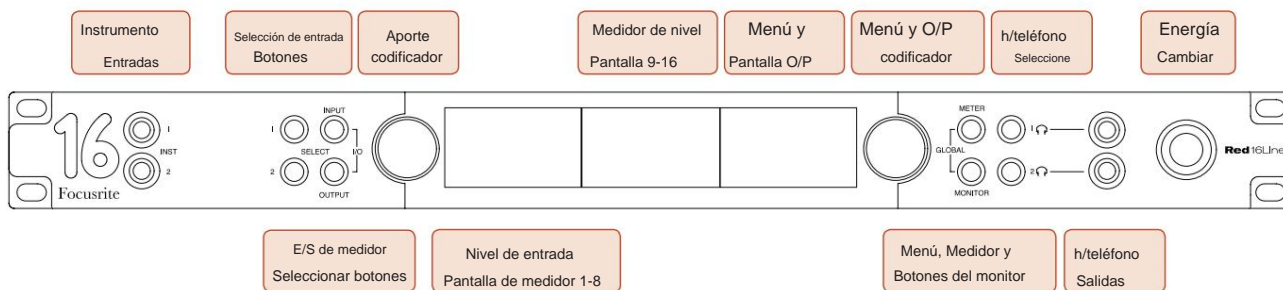 Instrumento
Entradas
Selección de entrada
Botones
Aporte
codificador
Medidor de nivel
Pantalla 9-16
Menú y
Pantalla O/P
Menú y O/P
codificador
h/teléfono
Seleccione
Energía
Cambiar
16
Focusrite
1
INST
2
INPUT
1
SELECT
I/O
2
OUTPUT
METER
GLOBAL
MONITOR
1
2
Red 16Line
E/S de medidor
Seleccionar botones
Nivel de entrada
Pantalla de medidor 1-8
Menú, Medidor y
Botones del monitor
h/teléfono
Salidas